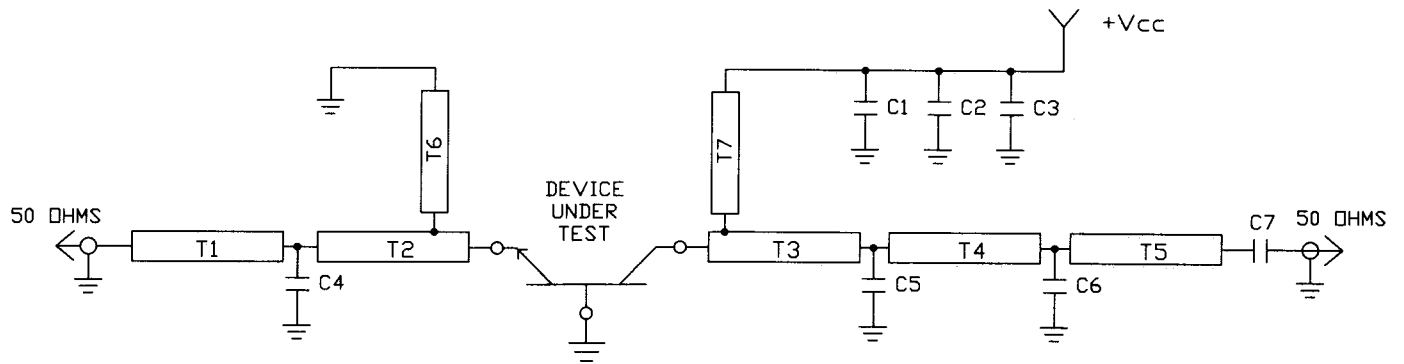 +Vcc
C1
C2
C3
T6
T7
DEVICE
UNDER
TEST
50 OHMS
T1
T2
C4
T3
C5
T4
C6
T5
C7
50 OHMS